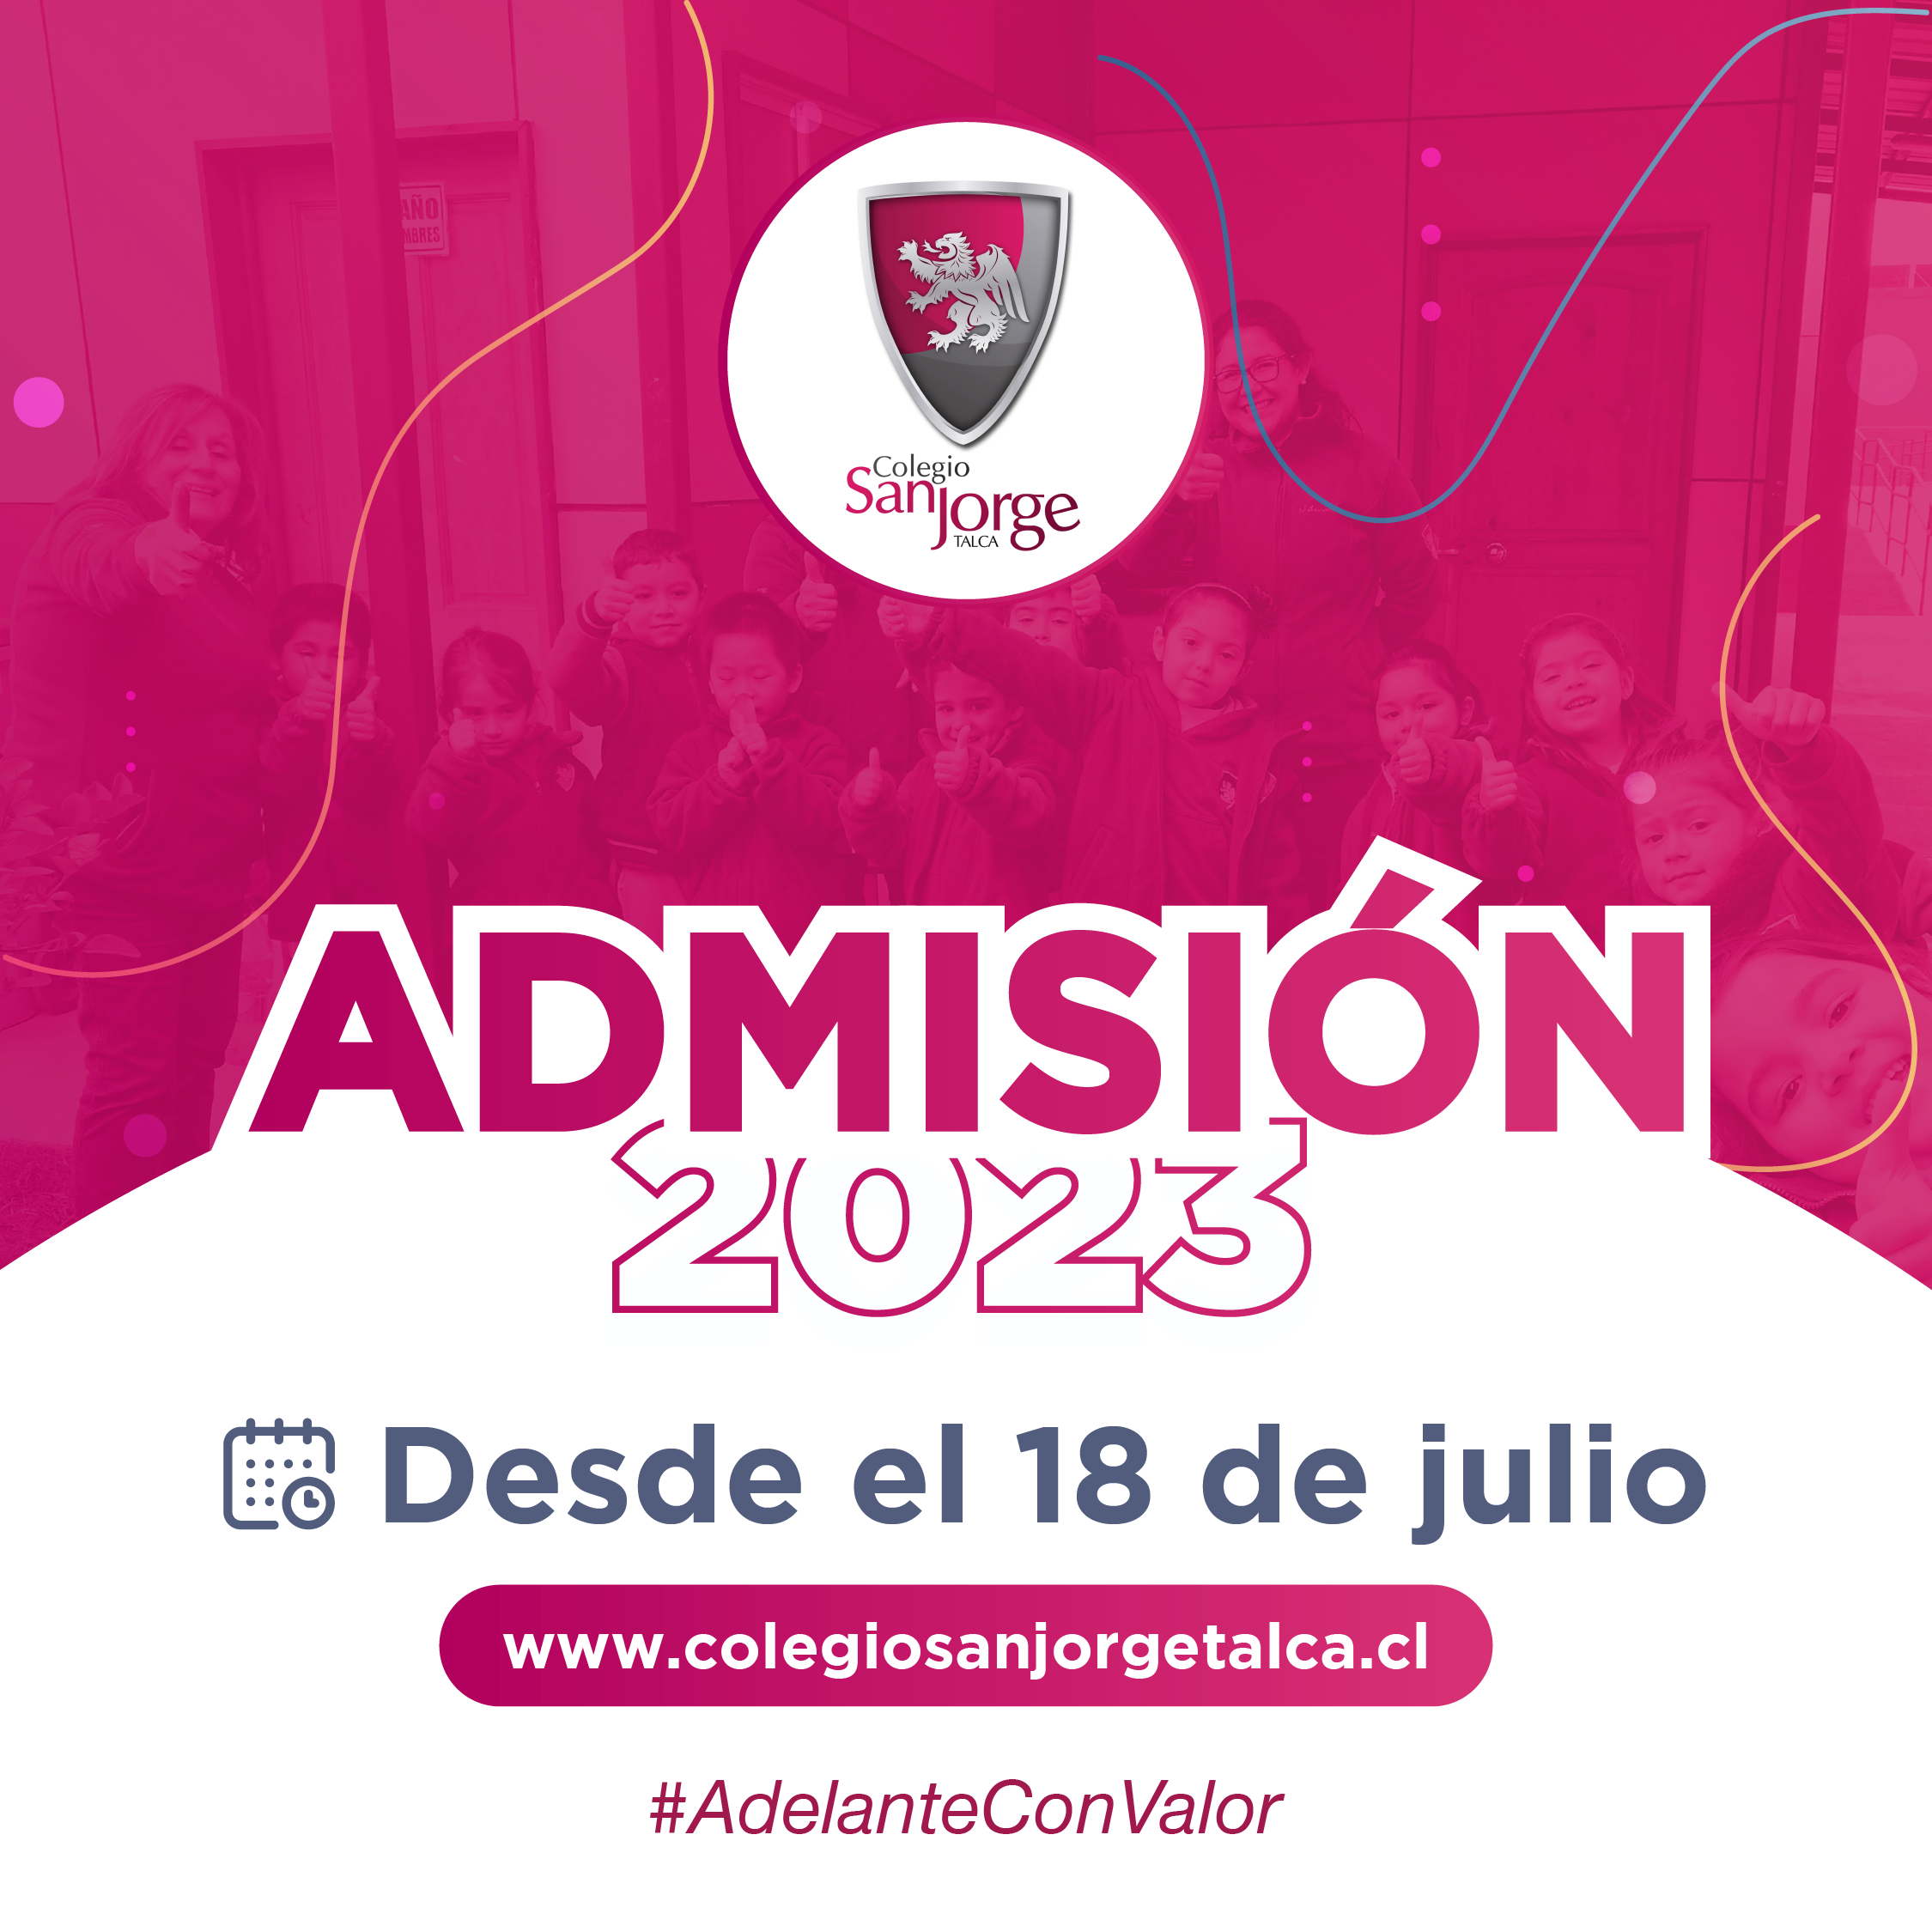 Colegio
San Jorge
TALCA
ADMISIÓN
2023
Desde el 18 de julio
www.colegiosanjorgetalca.cl
#AdelanteConValor